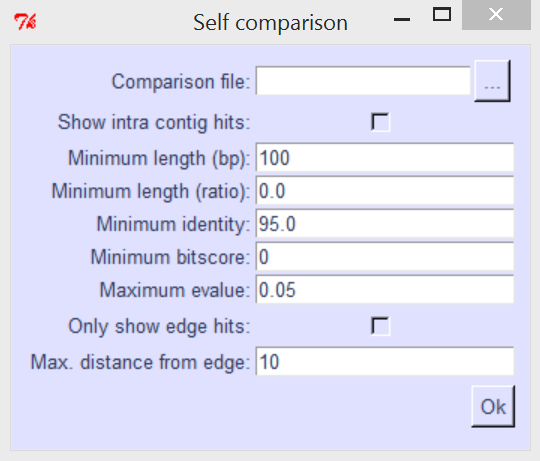 Self comparison
Comparison file: ...
Show intra contig hits:
Minimum length (bp): 100
Minimum length (ratio): 0.0
Minimum identity: 95.0
Minimum bitscore: 0
Maximum evalue: 0.05
Only show edge hits:
Max. distance from edge: 10
Ok